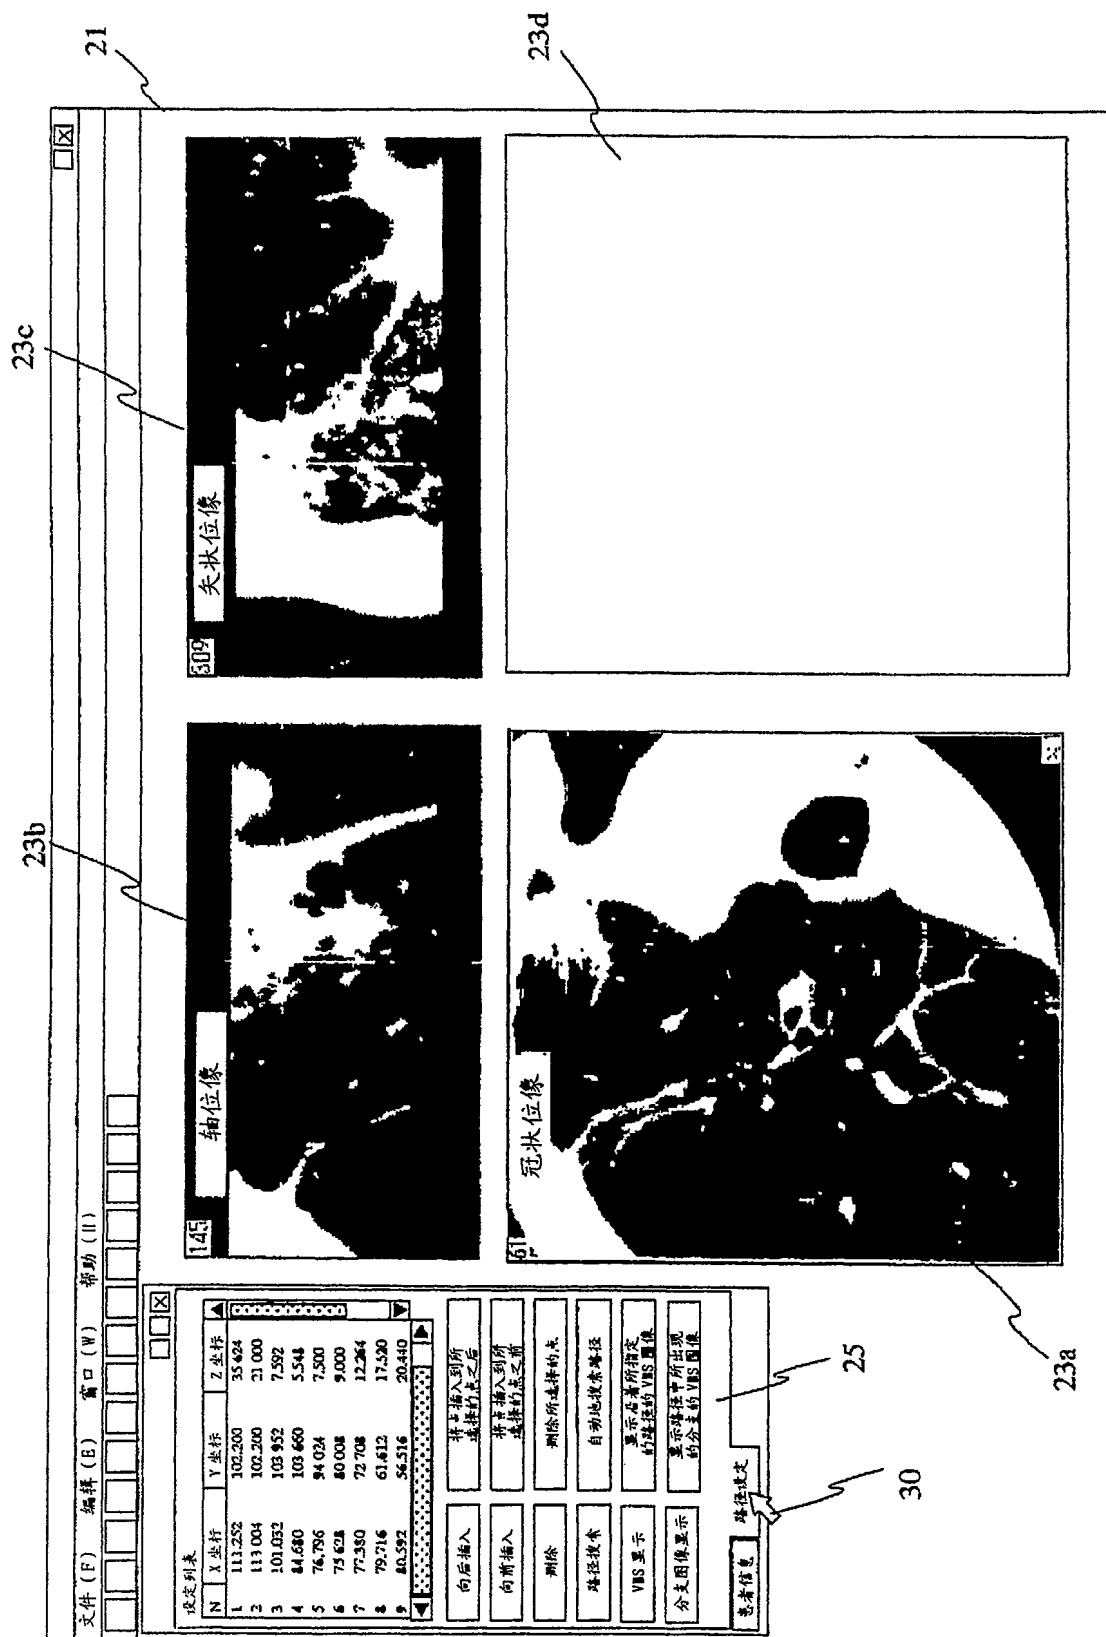 21
23c
23b
23d
文件 (F) 编辑 (E) 窗口 (W) 帮助 (H)
设定列表
N X 坐标 Y 坐标 Z 坐标
1 113.252 102.200 35 624
2 113 004 102.200 21 000
3 101.032 103 952 7.592
4 84.680 103 660 5.548
5 76.796 94 024 7.300
6 75 628 80 008 9.000
7 77.380 72 708 12.264
8 79.716 61.612 17.520
9 80.592 56.516 20.440
向后插入 将点插入到所
选择的点之后
向前插入 将点插入到所
选择的点之前
删除 删除所选择的点
路径搜索 自动地搜索路径
VBS 显示 显示沿着所指定
的路径的 VBS 图像
分支图像显示 显示路径中所出现
的分支的 VBS 图像
患者信息 路径设定
145
轴位像
309
矢状位像
61
冠状位像
25
30
23a